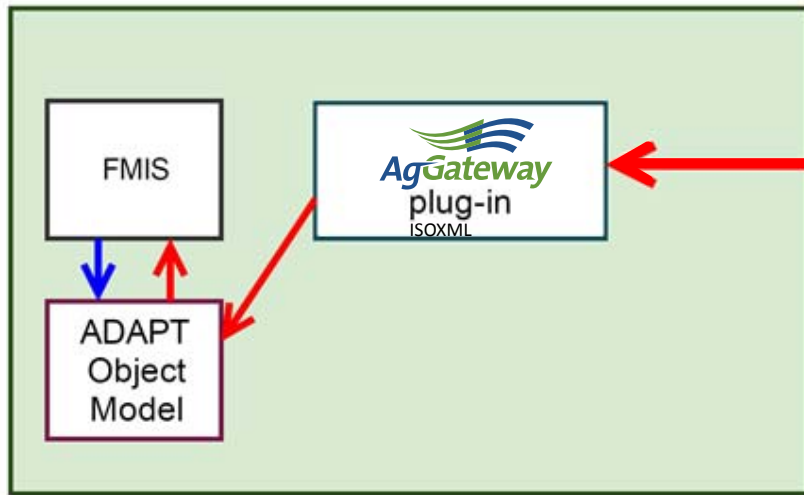 FMIS
AgGateway
plug-in
ISOXML
ADAPT
Object
Model